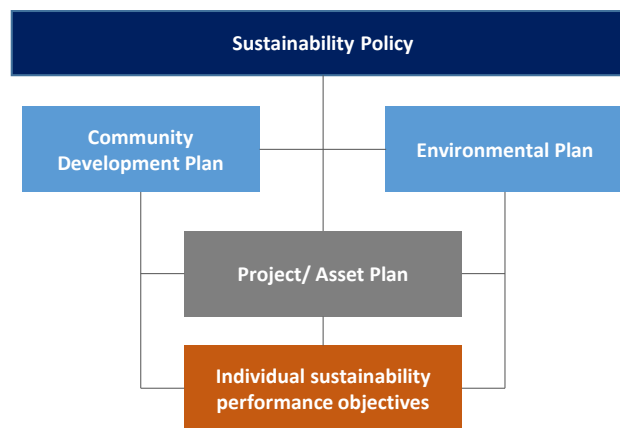 Sustainability Policy
Community
Development Plan
Environmental Plan
Project/ Asset Plan
Individual sustainability
performance objectives